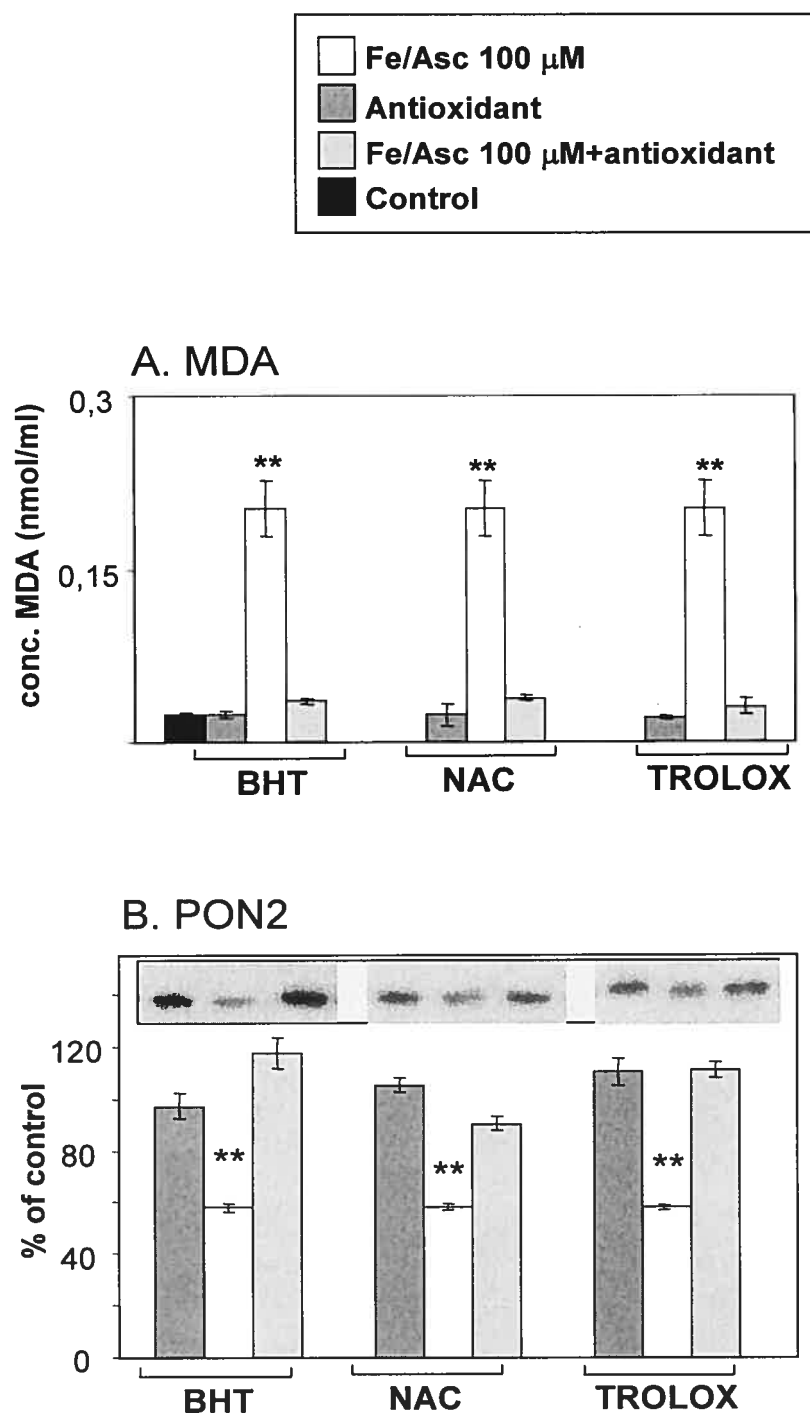 Fe/Asc 100 μM
Antioxidant
Fe/Asc 100 μM+antioxidant
Control
A. MDA
conc. MDA (nmol/ml)
0,3
0,15
**
**
**
BHT
NAC
TROLOX
B. PON2
% of control
120
80
40
0
**
**
**
BHT
NAC
TROLOX